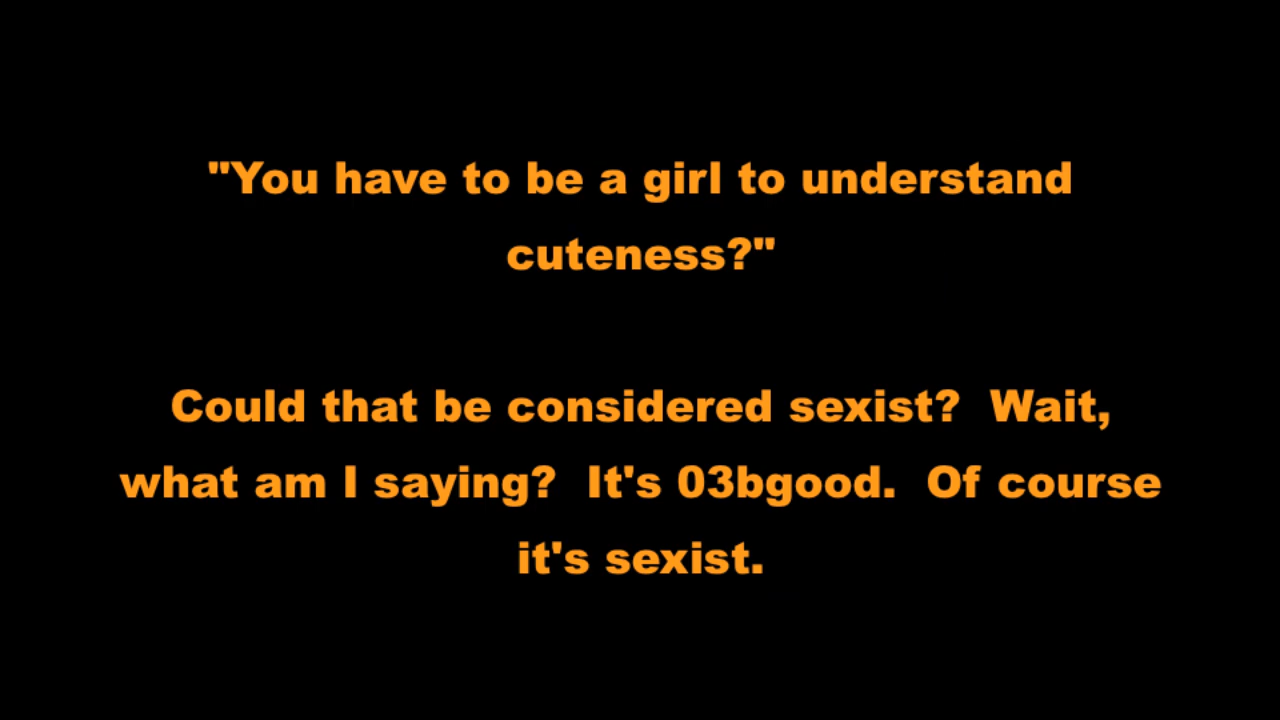 "You have to be a girl to understand
cuteness?"
Could that be considered sexist?  Wait,
what am I saying?  It's 03bgood.  Of course
it's sexist.